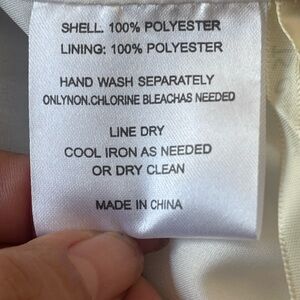 SHELL: 100% POLYESTER
LINING: 100% POLYESTER
HAND WASH SEPARATELY
ONLYNON.CHLORINE BLEACHAS NEEDED
LINE DRY
COOL IRON AS NEEDED
OR DRY CLEAN
MADE IN CHINA